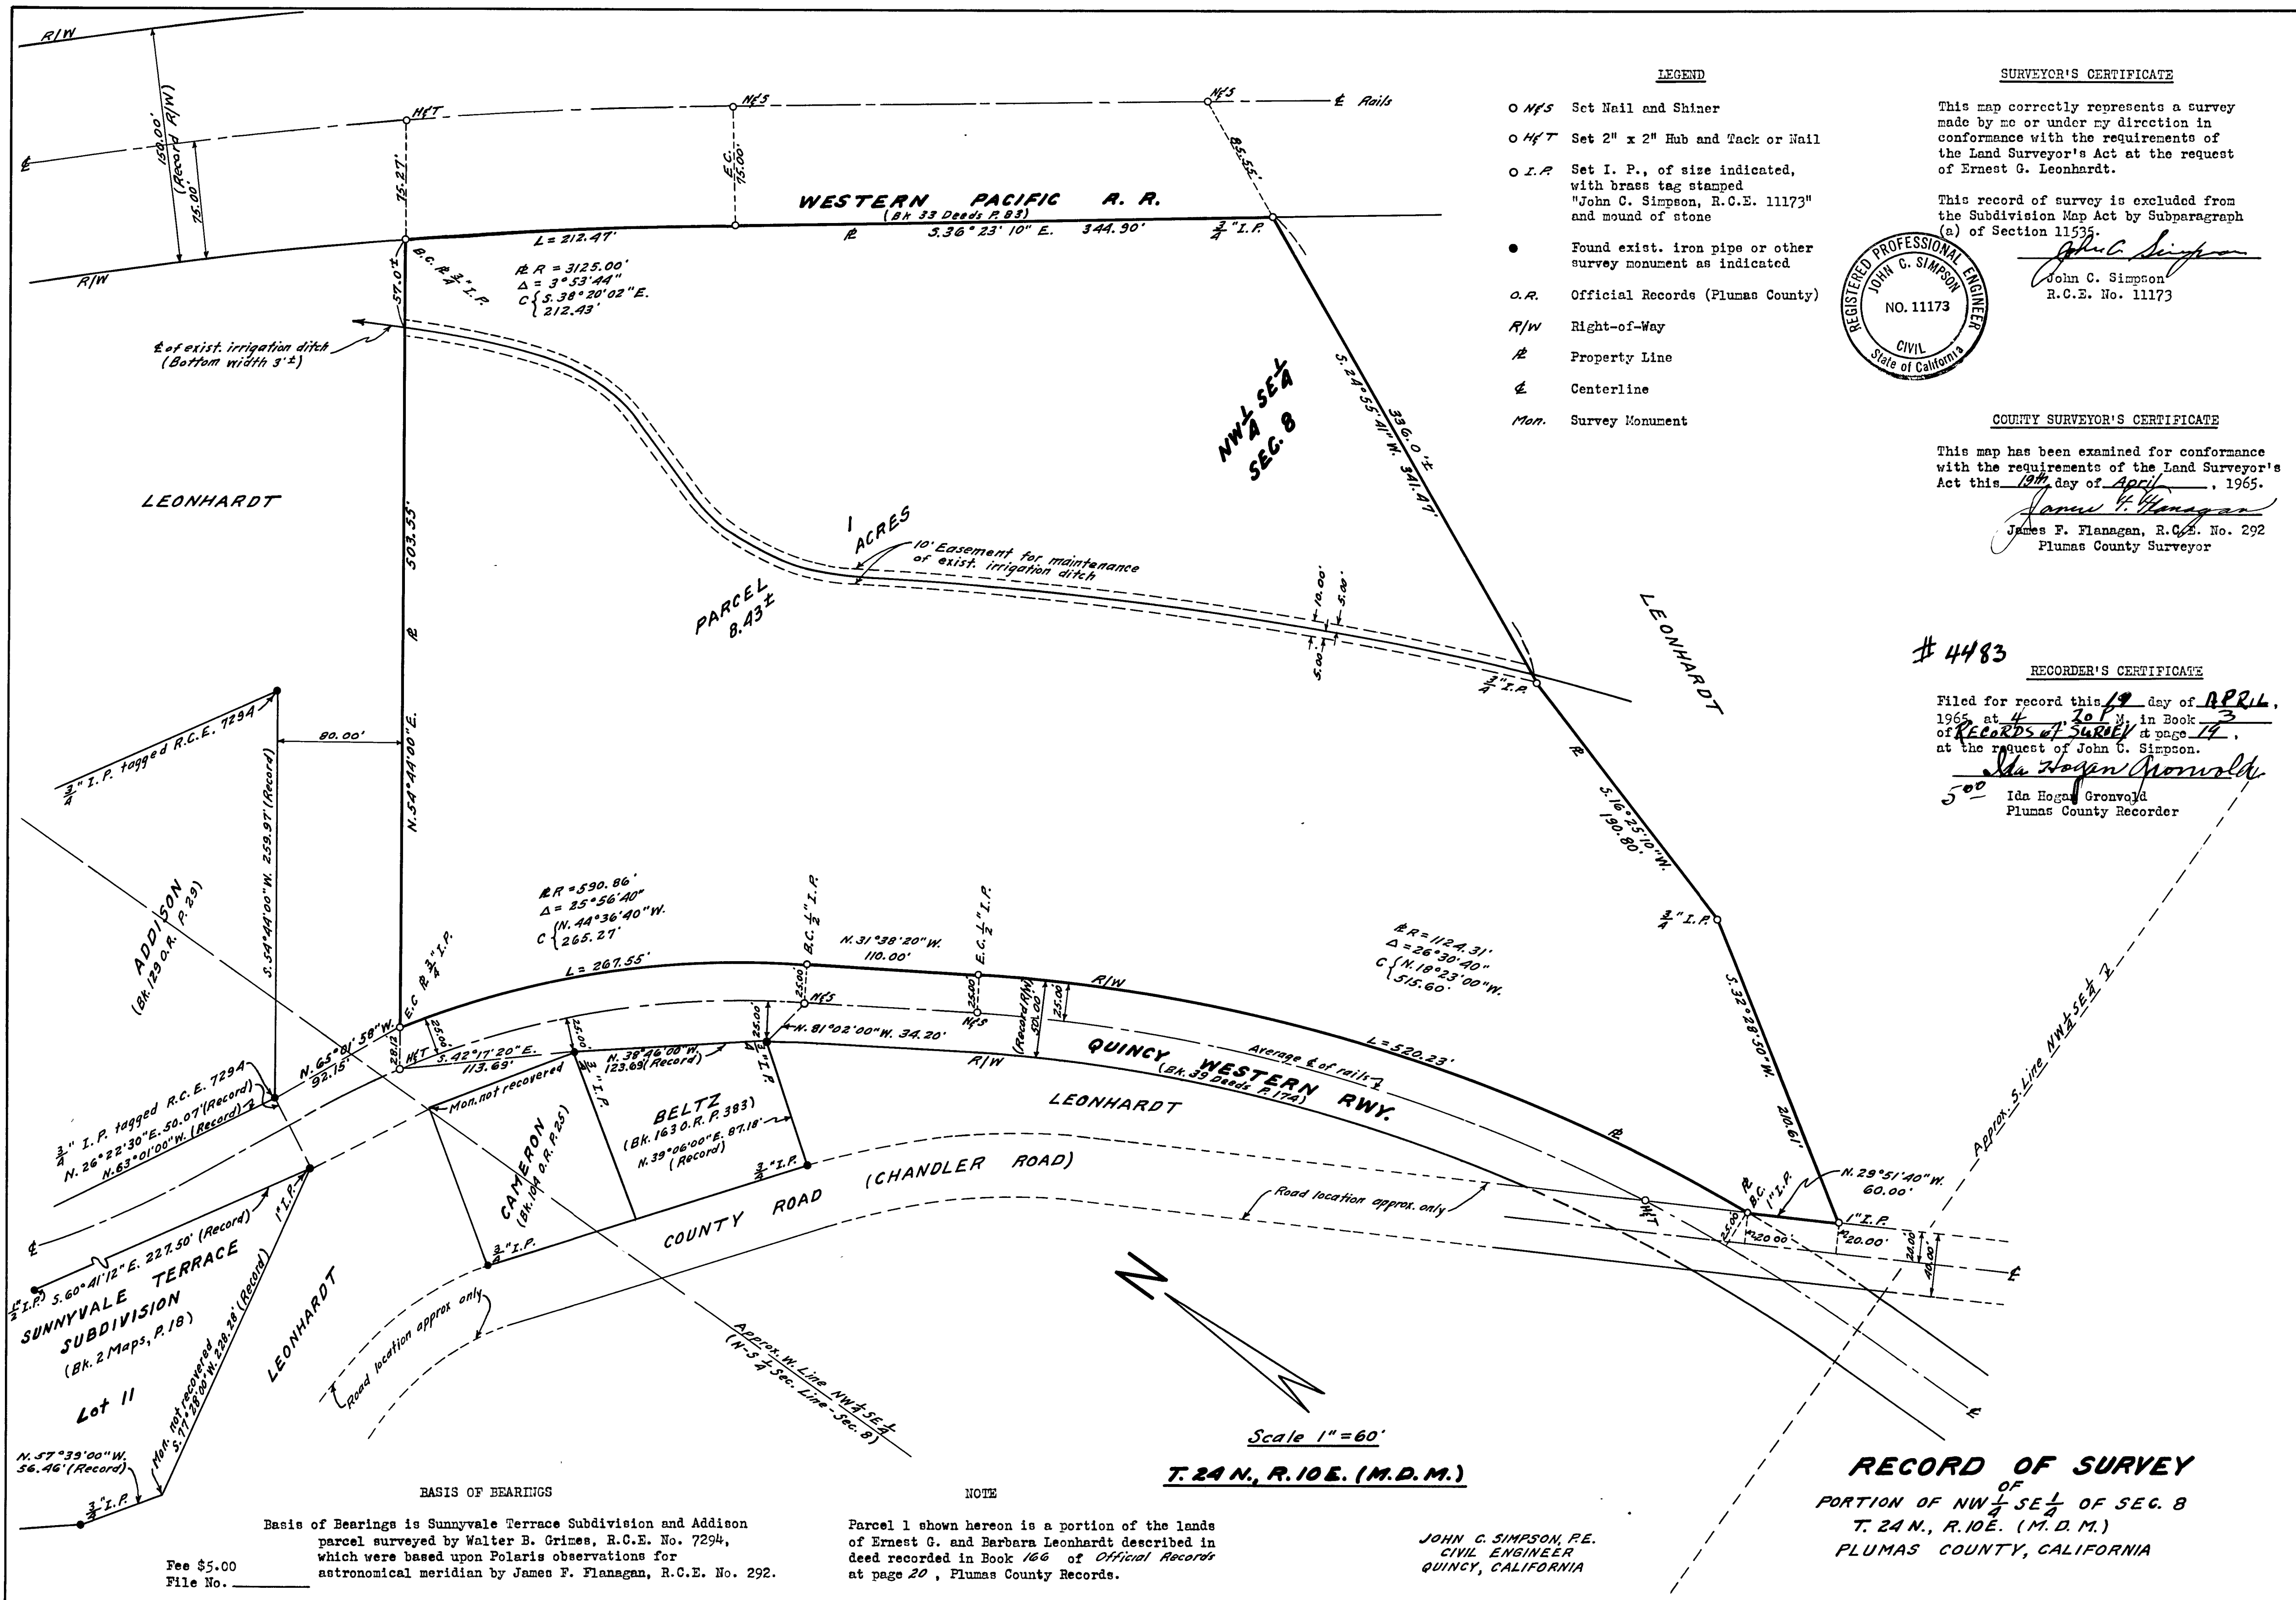 R/W
150.00'
(Record R/W)
75.00'
℄
R/W
H&T
75.27'
N&S
E.C.
75.00'
N&S
℄ Rails
85.55'
WESTERN PACIFIC R. R.
(Bk 33 Deeds P. 83)
L = 212.47'
℄
S. 36° 23' 10" E. 344.90'
3/4" I.P.
B.C. ⅊ 3/4" I.P.
⅊ R = 3125.00'
Δ = 3° 53' 44"
C { S. 38° 20' 02" E.
212.43'
57.0 ±
℄ of exist. irrigation ditch
(Bottom width 3' ±)
LEONHARDT
503.55'
⅊
N. 54° 44' 00" E.
NW 1/4 SE 1/4
SEC. 8
336.0' ±
S. 24° 55' 41" W. 341.47'
PARCEL 1
8.43 ± ACRES
10' Easement for maintenance
of exist. irrigation ditch
10.00'
5.00'
5.00'
3/4" I.P.
LEONHARDT
⅊
S. 16° 25' 10" W.
190.80'
3/4" I.P.
S. 32° 28' 50" W. 210.61'
Approx. S. Line NW 1/4 SE 1/4
3/4" I.P. tagged R.C.E. 7294
80.00'
S. 54° 44' 00" W. 259.97' (Record)
ADDISON
(Bk. 129 O.R. P. 29)
⅊ R = 590.86'
Δ = 25° 56' 40"
C { N. 44° 36' 40" W.
265.27'
L = 267.55'
E.C. ⅊ 3/4" I.P.
B.C. 1/2" I.P.
N. 31° 38' 20" W.
110.00'
E.C. 1/2" I.P.
⅊ R = 1124.31'
Δ = 26° 30' 40"
C { N. 18° 23' 00" W.
515.60'
R/W
25.00'
N&S
25.00'
N&S
(Record R/W)
50.00'
25.00'
N. 65° 01' 58" W.
92.15'
28.12'
H&T
25.00'
S. 42° 17' 20" E.
113.69'
25.00'
N. 38° 46' 00" W.
123.69' (Record)
25.00'
N. 81° 02' 00" W. 34.20'
R/W
QUINCY WESTERN RWY.
(Bk. 39 Deeds P. 174)
Average ℄ of rails
L = 520.23'
⅊
LEONHARDT
3/4" I.P. tagged R.C.E. 7294
N. 26° 22' 30" E. 50.07' (Record)
N. 63° 01' 00" W. (Record)
Mon. not recovered
3/4" I.P.
3/4" I.P.
CAMERON
(Bk. 104 O.R. P. 25)
BELTZ
(Bk. 163 O.R. P. 383)
N. 39° 06' 00" E. 87.18'
(Record)
3/4" I.P.
3/4" I.P.
COUNTY ROAD (CHANDLER ROAD)
Road location approx. only
H&T
⅊
B.C.
1" I.P.
N. 29° 51' 40" W.
60.00'
1" I.P.
25.00'
20.00'
20.00'
20.00'
40.00'
℄
℄
℄
1" I.P.
1/2" I.P.
S. 60° 41' 12" E. 227.50' (Record)
SUNNYVALE TERRACE
SUBDIVISION
(Bk. 2 Maps, P. 18)
Lot 11
Mon. not recovered
S. 77° 28' 00" W. 228.28' (Record)
N. 57° 39' 00" W.
56.46' (Record)
3/4" I.P.
LEONHARDT
Road location approx only
Approx. W. Line NW 1/4 SE 1/4
(N-S 1/4 Sec. Line - Sec. 8)
N
Scale 1" = 60'
T. 24 N., R. 10 E. (M.D.M.)
LEGEND
O N&S Set Nail and Shiner
O H&T Set 2" x 2" Hub and Tack or Nail
O I.P. Set I. P., of size indicated,
with brass tag stamped
"John C. Simpson, R.C.E. 11173"
and mound of stone
● Found exist. iron pipe or other
survey monument as indicated
O.R. Official Records (Plumas County)
R/W Right-of-Way
⅊ Property Line
℄ Centerline
Mon. Survey Monument
SURVEYOR'S CERTIFICATE
This map correctly represents a survey
made by me or under my direction in
conformance with the requirements of
the Land Surveyor's Act at the request
of Ernest G. Leonhardt.
This record of survey is excluded from
the Subdivision Map Act by Subparagraph
(a) of Section 11535.
John C. Simpson
John C. Simpson
R.C.E. No. 11173
REGISTERED PROFESSIONAL ENGINEER
JOHN C. SIMPSON
NO. 11173
CIVIL
State of California
COUNTY SURVEYOR'S CERTIFICATE
This map has been examined for conformance
with the requirements of the Land Surveyor's
Act this 19th day of April, 1965.
James F. Flanagan
James F. Flanagan, R.C.E. No. 292
Plumas County Surveyor
# 4483
RECORDER'S CERTIFICATE
Filed for record this 19 day of APRIL,
1965, at 4 20 P M. in Book 3
of RECORDS of SURVEY at page 19,
at the request of John C. Simpson.
Ida Hogan Gronvold
5 00 Ida Hogan Gronvold
Plumas County Recorder
BASIS OF BEARINGS
Basis of Bearings is Sunnyvale Terrace Subdivision and Addison
parcel surveyed by Walter B. Grimes, R.C.E. No. 7294,
which were based upon Polaris observations for
astronomical meridian by James F. Flanagan, R.C.E. No. 292.
Fee $5.00
File No.
NOTE
Parcel 1 shown hereon is a portion of the lands
of Ernest G. and Barbara Leonhardt described in
deed recorded in Book 166 of Official Records
at page 20, Plumas County Records.
JOHN C. SIMPSON, P.E.
CIVIL ENGINEER
QUINCY, CALIFORNIA
RECORD OF SURVEY
OF
PORTION OF NW 1/4 SE 1/4 OF SEC. 8
T. 24 N., R. 10 E. (M. D. M.)
PLUMAS COUNTY, CALIFORNIA